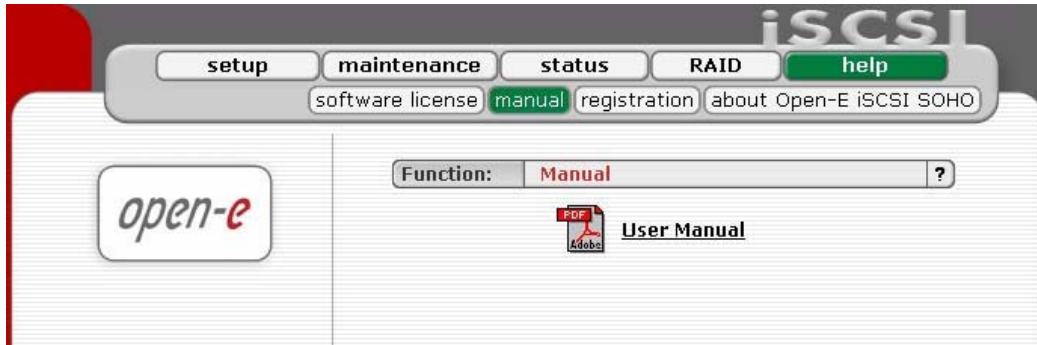 iSCSI
setup maintenance status RAID help
software license manual registration about Open-E iSCSI SOHO
open-e
Function: Manual ?
PDF
Adobe
User Manual